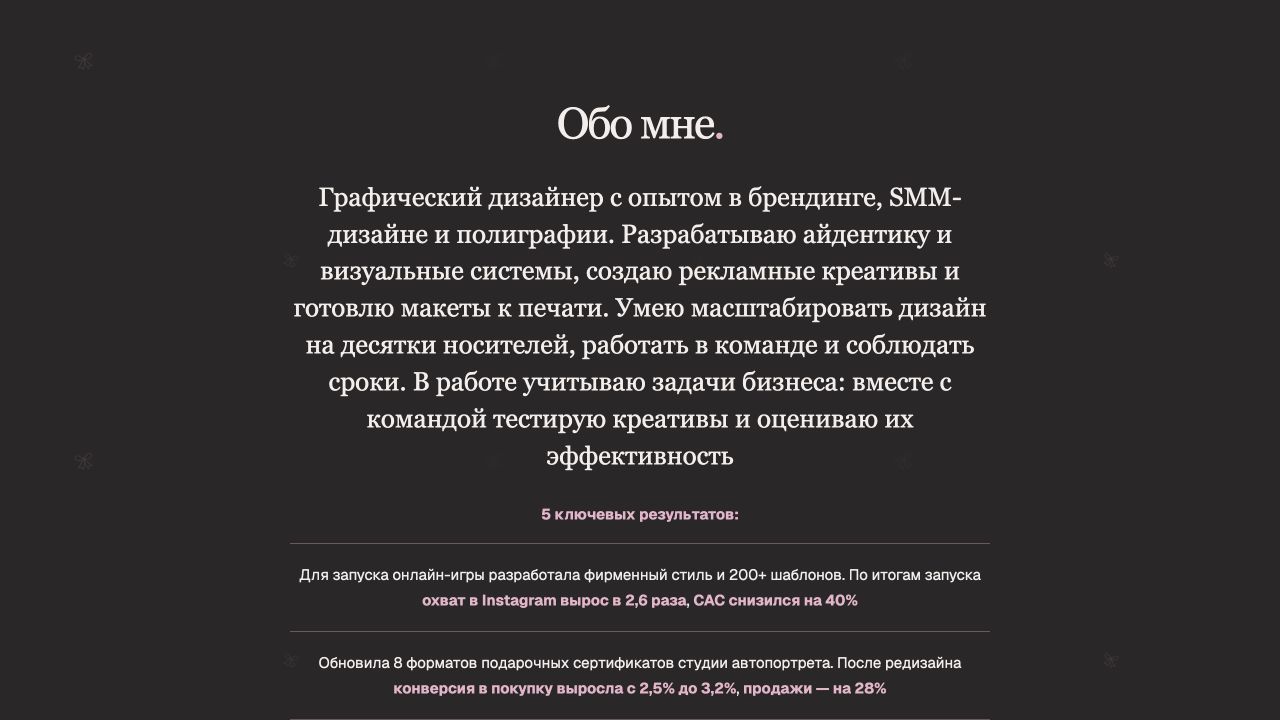 Обо мне.
Графический дизайнер с опытом в брендинге, SMM-
дизайне и полиграфии. Разрабатываю айдентику и
визуальные системы, создаю рекламные креативы и
готовлю макеты к печати. Умею масштабировать дизайн
на десятки носителей, работать в команде и соблюдать
сроки. В работе учитываю задачи бизнеса: вместе с
командой тестирую креативы и оцениваю их
эффективность
5 ключевых результатов:
Для запуска онлайн-игры разработала фирменный стиль и 200+ шаблонов. По итогам запуска
охват в Instagram вырос в 2,6 раза, CAC снизился на 40%
Обновила 8 форматов подарочных сертификатов студии автопортрета. После редизайна
конверсия в покупку выросла с 2,5% до 3,2%, продажи — на 28%